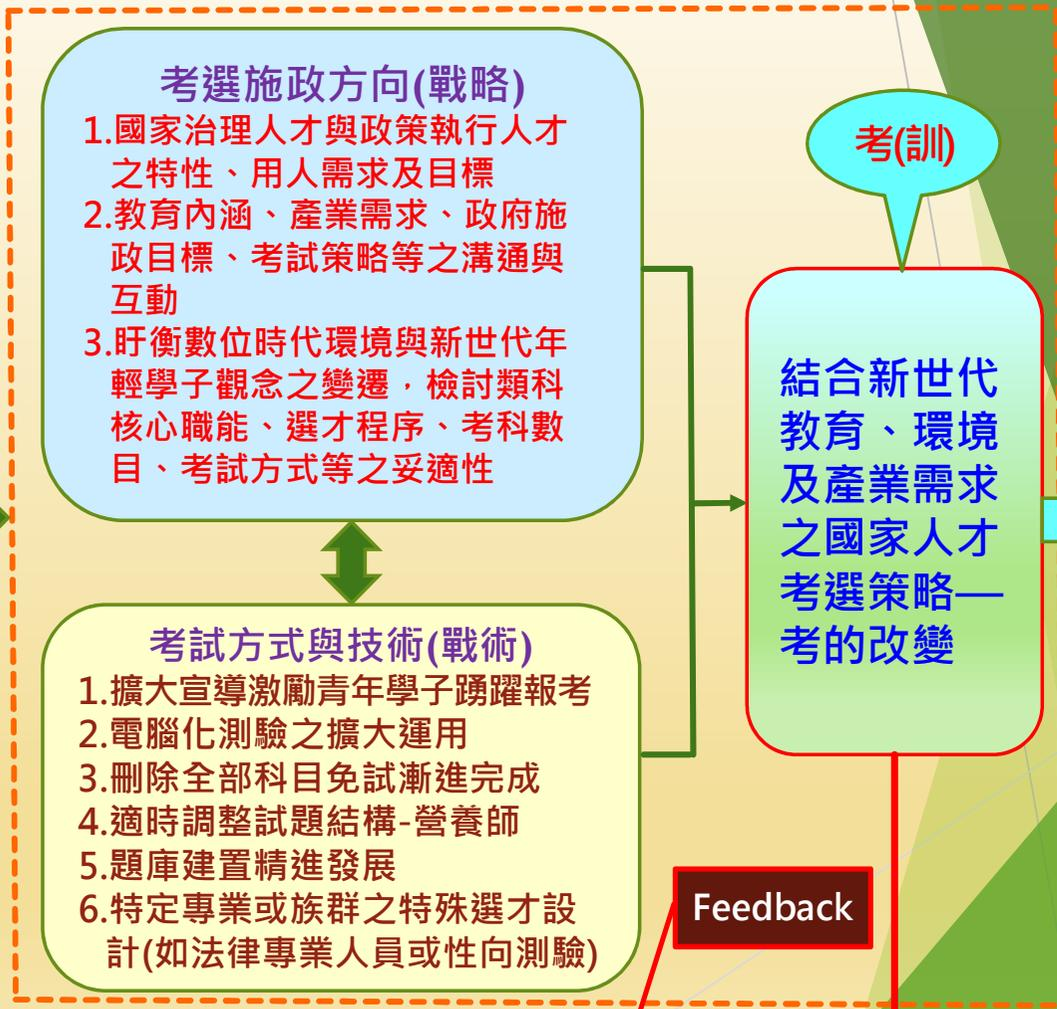 考選施政方向(戰略)
1.國家治理人才與政策執行人才
之特性、用人需求及目標
2.教育內涵、產業需求、政府施
政目標、考試策略等之溝通與
互動
3.盱衡數位時代環境與新世代年
輕學子觀念之變遷，檢討類科
核心職能、選才程序、考科數
目、考試方式等之妥適性
考試方式與技術(戰術)
1.擴大宣導激勵青年學子踴躍報考
2.電腦化測驗之擴大運用
3.刪除全部科目免試漸進完成
4.適時調整試題結構-營養師
5.題庫建置精進發展
6.特定專業或族群之特殊選才設
計(如法律專業人員或性向測驗)
考(訓)
結合新世代
教育、環境
及產業需求
之國家人才
考選策略—
考的改變
Feedback